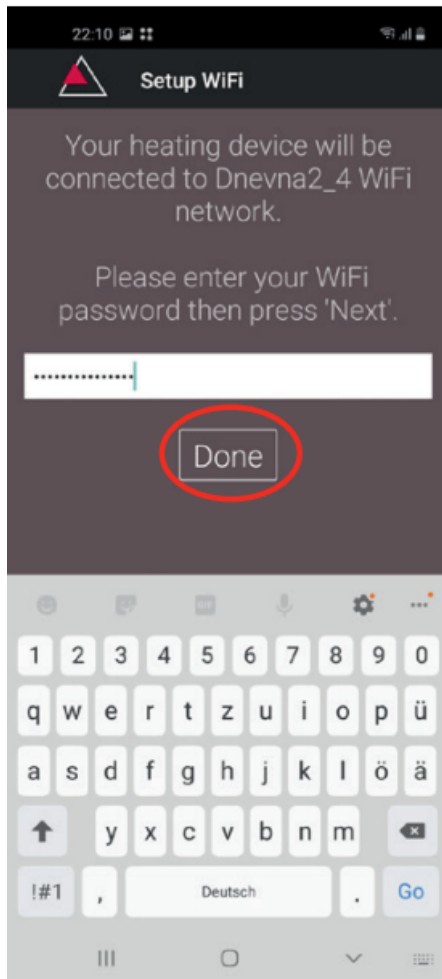 22:10
Setup WiFi
Your heating device will be
connected to Dnevna2_4 WiFi
network.
Please enter your WiFi
password then press 'Next'.
•••••••••••••••
Done
GIF
1 2 3 4 5 6 7 8 9 0
q w e r t z u i o p ü
a s d f g h j k l ö ä
y x c v b n m
!#1 , Deutsch . Go